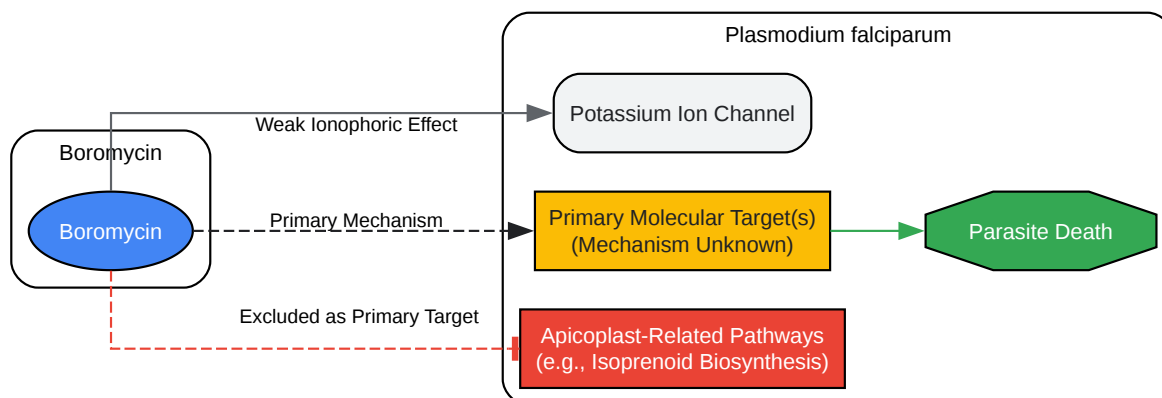 Plasmodium falciparum
Potassium Ion Channel
Weak Ionophoric Effect
Boromycin
Boromycin
Primary Mechanism
Primary Molecular Target(s)
(Mechanism Unknown)
Parasite Death
Excluded as Primary Target
Apicoplast-Related Pathways
(e.g., Isoprenoid Biosynthesis)